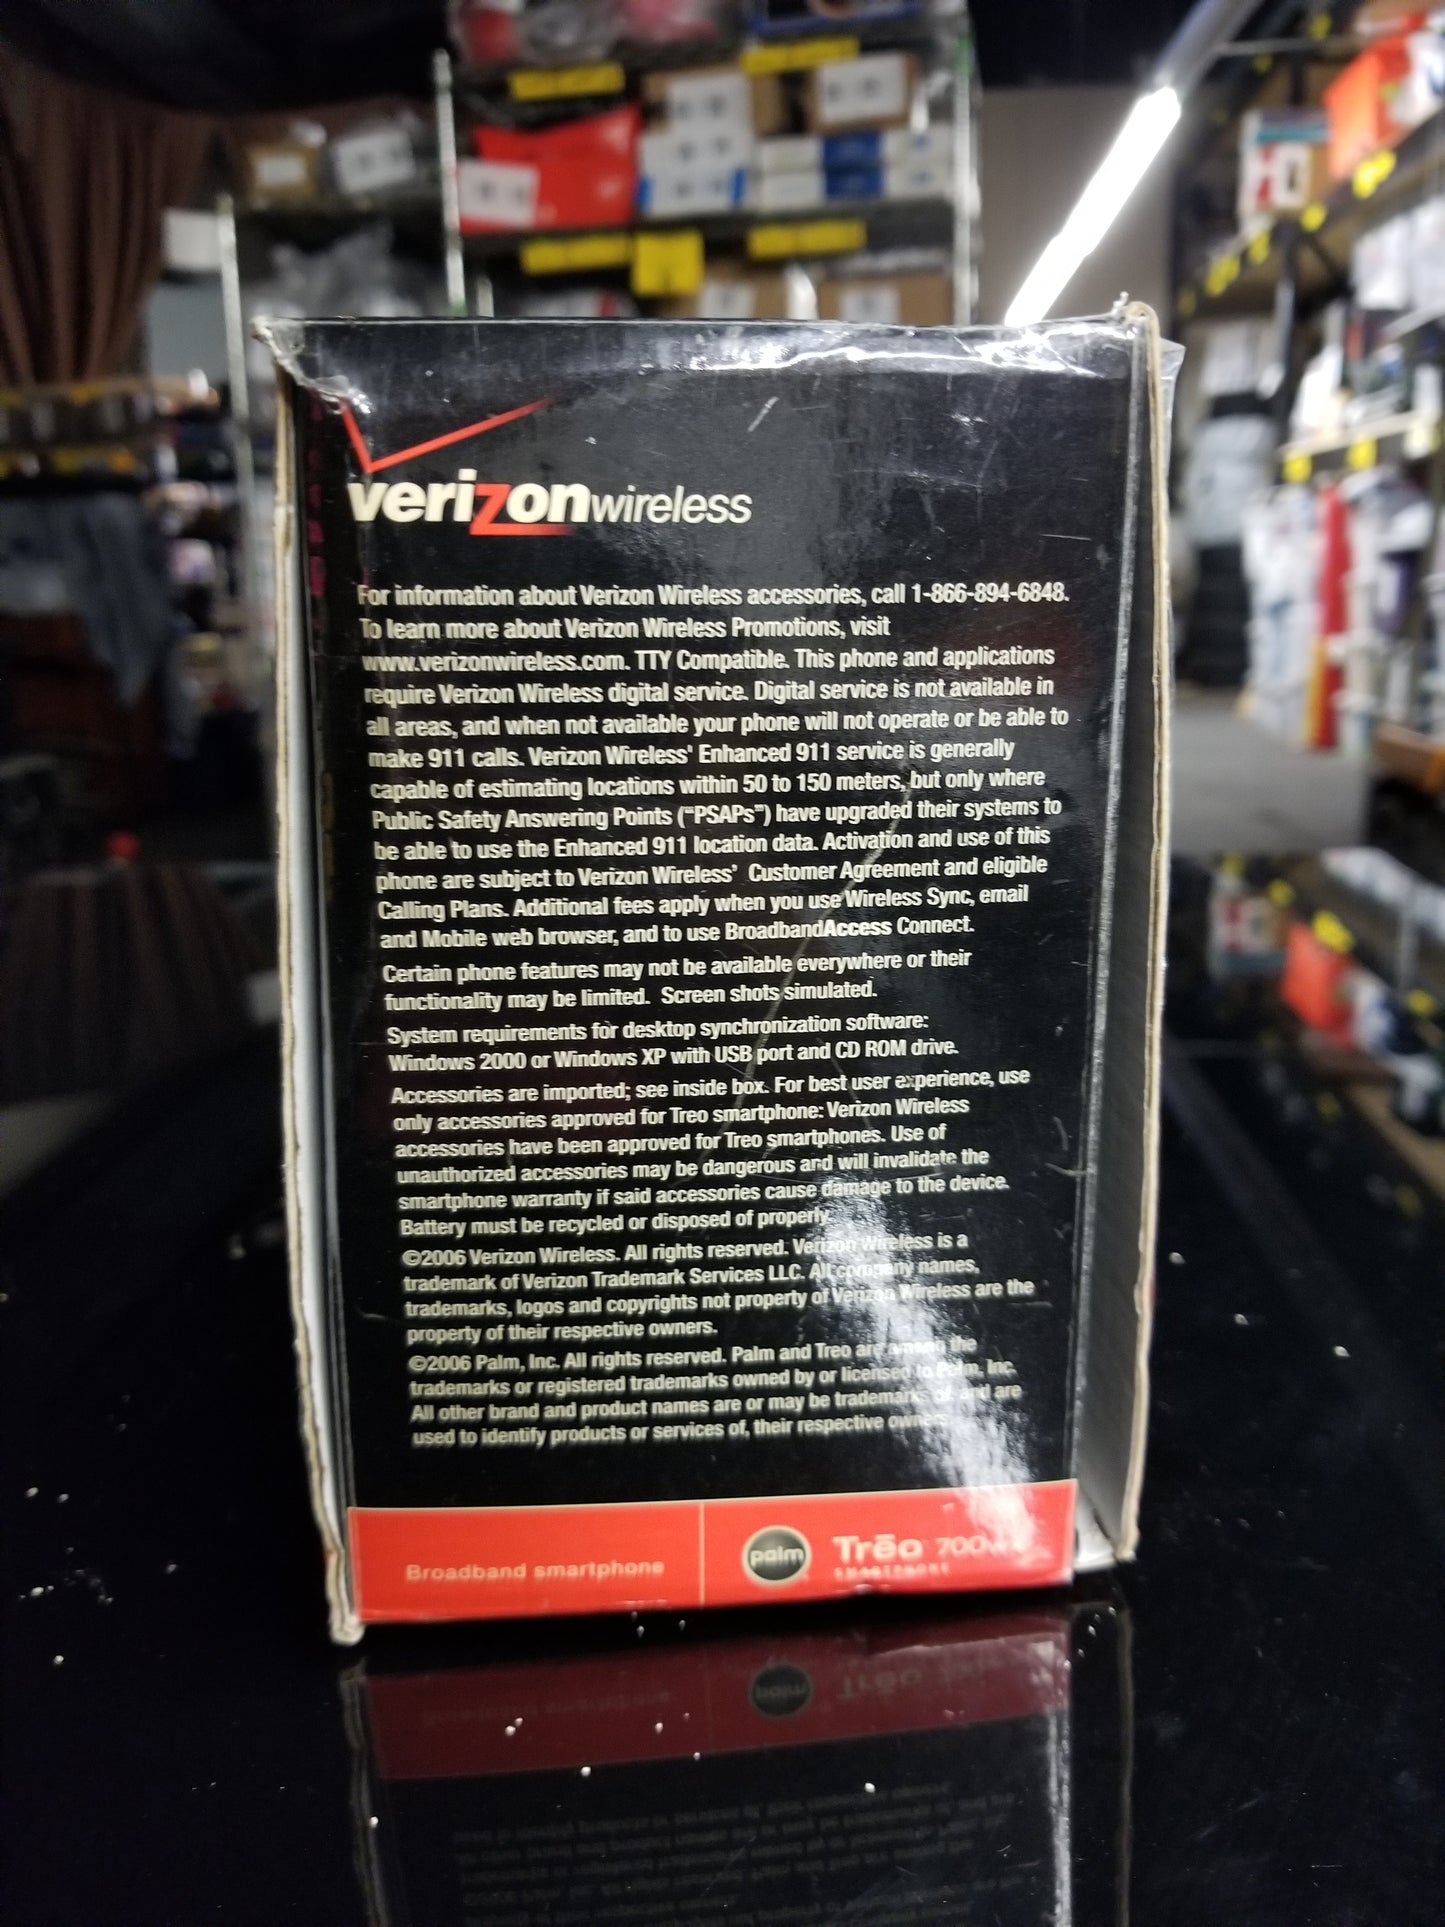 verizonwireless
For information about Verizon Wireless accessories, call 1-866-894-6848.
To learn more about Verizon Wireless Promotions, visit
www.verizonwireless.com. TTY Compatible. This phone and applications
require Verizon Wireless digital service. Digital service is not available in
all areas, and when not available your phone will not operate or be able to
make 911 calls. Verizon Wireless' Enhanced 911 service is generally
capable of estimating locations within 50 to 150 meters, but only where
Public Safety Answering Points (“PSAPs”) have upgraded their systems to
be able to use the Enhanced 911 location data. Activation and use of this
phone are subject to Verizon Wireless' Customer Agreement and eligible
Calling Plans. Additional fees apply when you use Wireless Sync, email
and Mobile web browser, and to use BroadbandAccess Connect.
Certain phone features may not be available everywhere or their
functionality may be limited. Screen shots simulated.
System requirements for desktop synchronization software:
Windows 2000 or Windows XP with USB port and CD ROM drive.
Accessories are imported; see inside box. For best user experience, use
only accessories approved for Treo smartphone: Verizon Wireless
accessories have been approved for Treo smartphones. Use of
unauthorized accessories may be dangerous and will invalidate the
smartphone warranty if said accessories cause damage to the device.
Battery must be recycled or disposed of properly.
©2006 Verizon Wireless. All rights reserved. Verizon Wireless is a
trademark of Verizon Trademark Services LLC. All company names,
trademarks, logos and copyrights not property of Verizon Wireless are the
property of their respective owners.
©2006 Palm, Inc. All rights reserved. Palm and Treo are among the
trademarks or registered trademarks owned by or licensed to Palm, Inc.
All other brand and product names are or may be trademarks of, and are
used to identify products or services of, their respective owners.
Broadband smartphone
palm
Trēo
SMARTPHONE